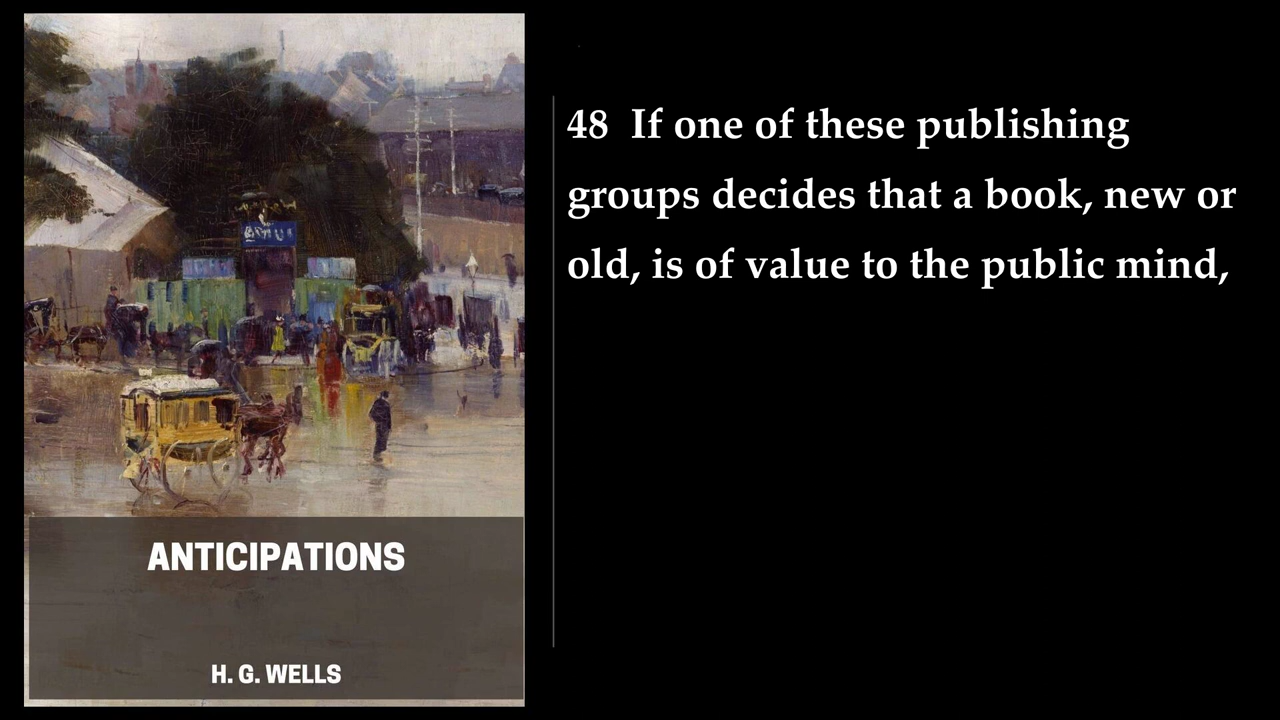 48 If one of these publishing
groups decides that a book, new or
old, is of value to the public mind,
ANTICIPATIONS
H. G. WELLS